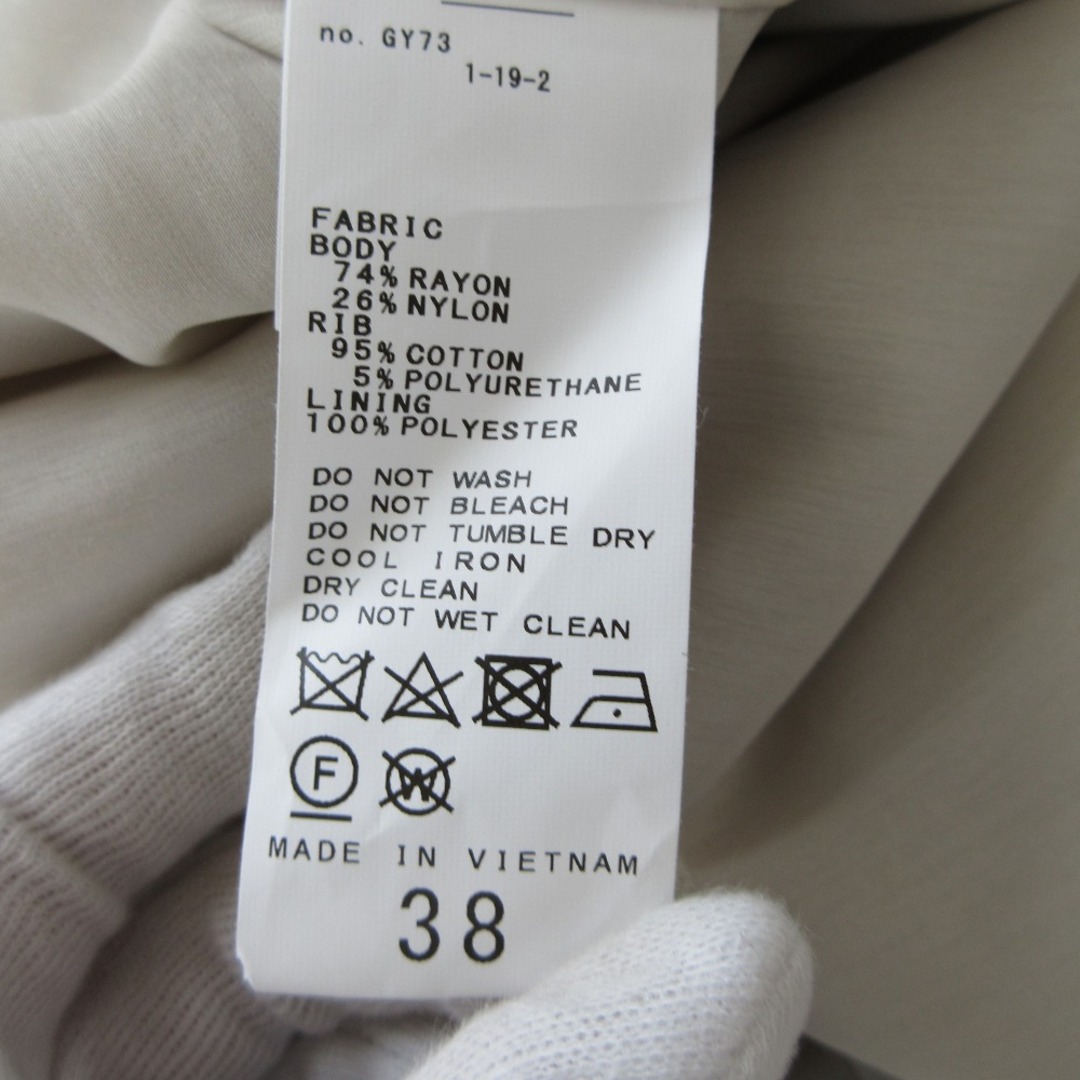 no. GY73
1-19-2
FABRIC
BODY
74% RAYON
26% NYLON
RIB
95% COTTON
5% POLYURETHANE
LINING
100% POLYESTER
DO NOT WASH
DO NOT BLEACH
DO NOT TUMBLE DRY
COOL IRON
DRY CLEAN
DO NOT WET CLEAN
F W
MADE IN VIETNAM
38